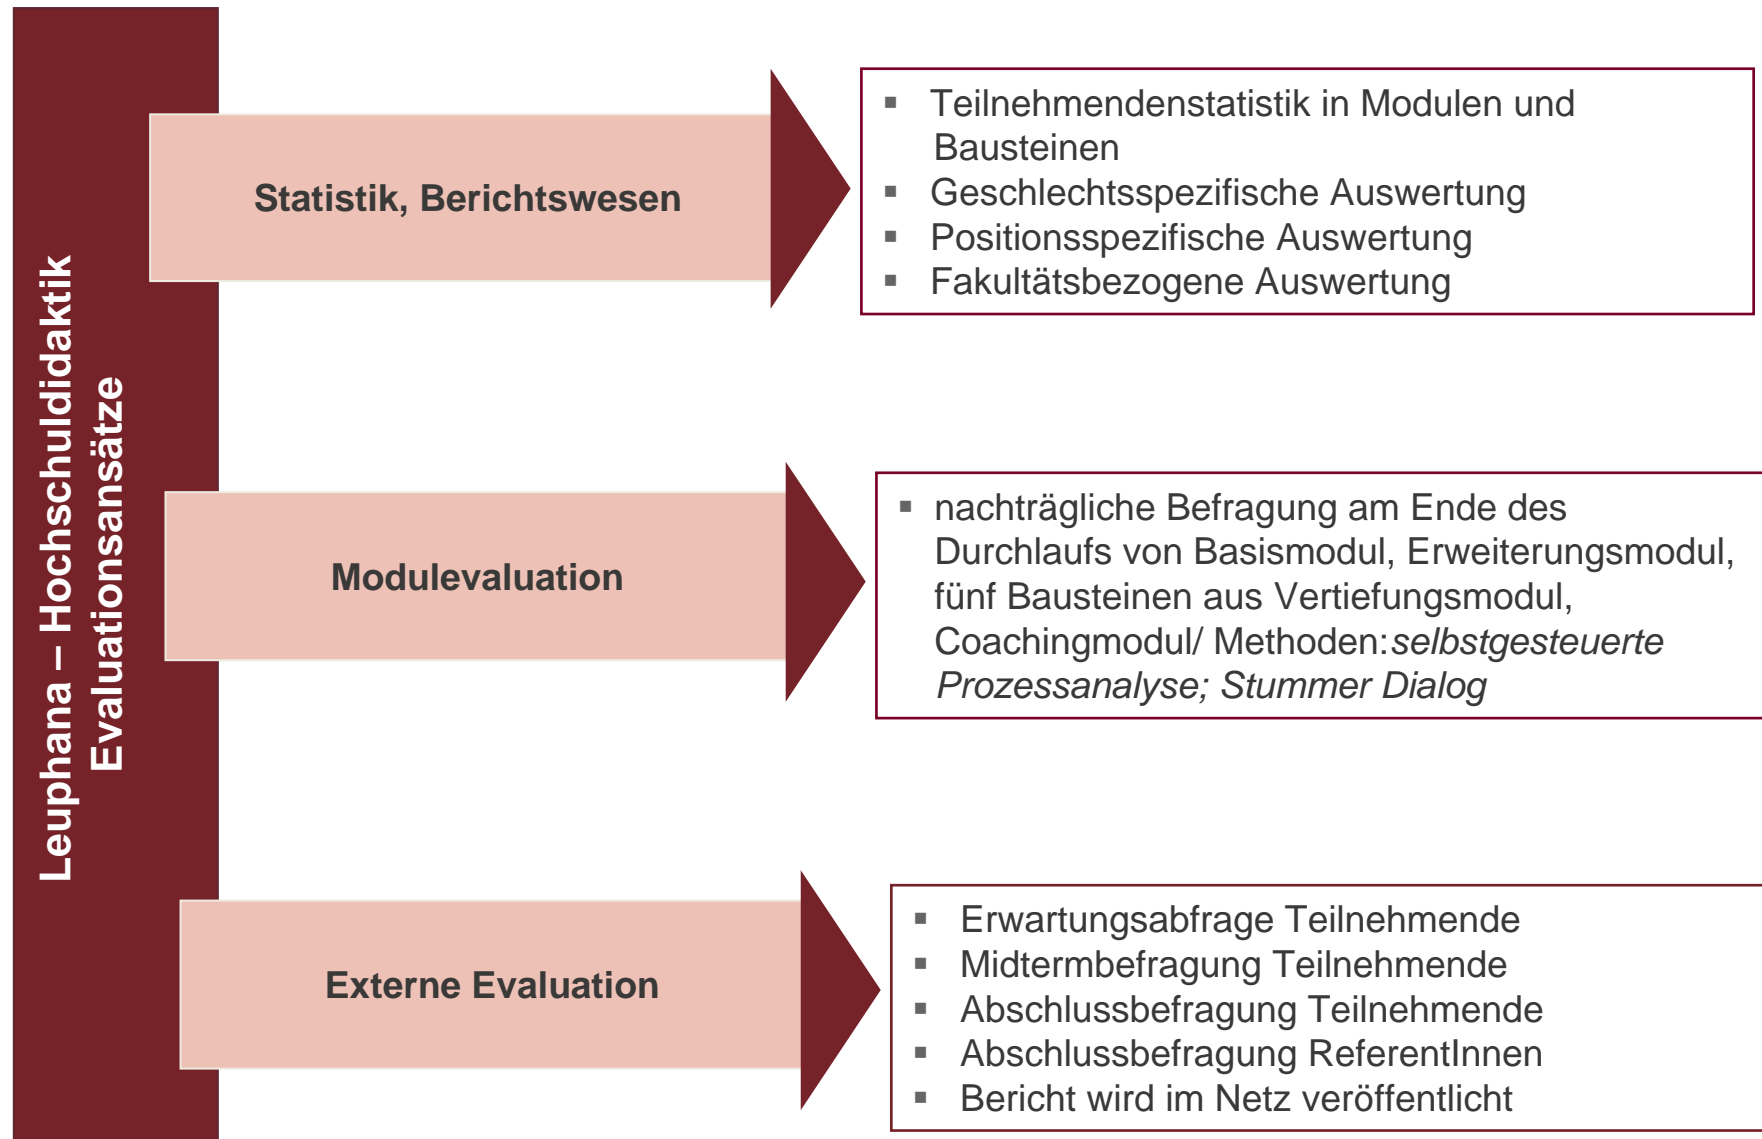 Leuphana – Hochschuldidaktik
Evaluationsansätze
Statistik, Berichtswesen
▪ Teilnehmendenstatistik in Modulen und
Bausteinen
▪ Geschlechtsspezifische Auswertung
▪ Positionsspezifische Auswertung
▪ Fakultätsbezogene Auswertung
Modulevaluation
▪ nachträgliche Befragung am Ende des
Durchlaufs von Basismodul, Erweiterungsmodul,
fünf Bausteinen aus Vertiefungsmodul,
Coachingmodul/ Methoden:selbstgesteuerte
Prozessanalyse; Stummer Dialog
Externe Evaluation
▪ Erwartungsabfrage Teilnehmende
▪ Midtermbefragung Teilnehmende
▪ Abschlussbefragung Teilnehmende
▪ Abschlussbefragung ReferentInnen
▪ Bericht wird im Netz veröffentlicht